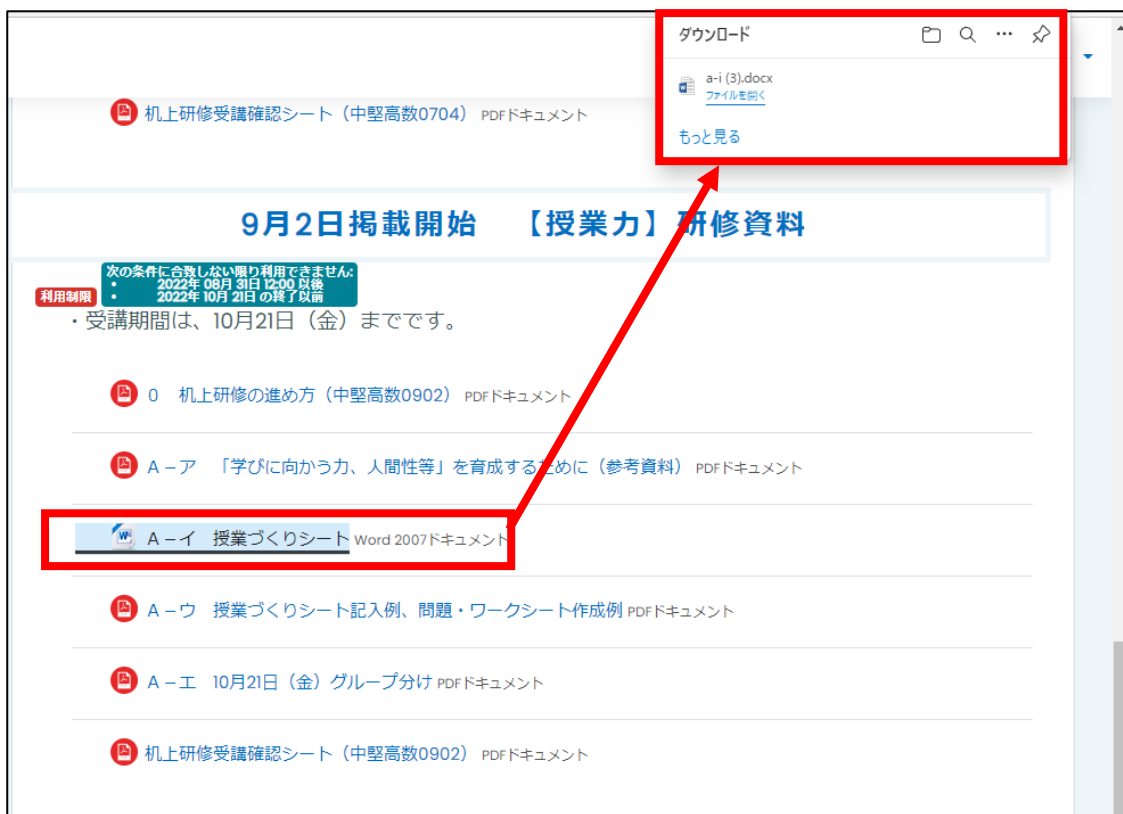 ダウンロード
a-i (3).docx
ファイルを開く
もっと見る
机上研修受講確認シート（中堅高数0704） PDFドキュメント
9月2日掲載開始　【授業力】研修資料
次の条件に合致しない限り利用できません:
• 2022年 08月 31日 12:00 以後
利用制限 • 2022年 10月 21日 の終了以前
・受講期間は、10月21日（金）までです。
0　机上研修の進め方（中堅高数0902） PDFドキュメント
A－ア　「学びに向かう力、人間性等」を育成するために（参考資料） PDFドキュメント
A－イ　授業づくりシート Word 2007ドキュメント
A－ウ　授業づくりシート記入例、問題・ワークシート作成例 PDFドキュメント
A－エ　10月21日（金）グループ分け PDFドキュメント
机上研修受講確認シート（中堅高数0902） PDFドキュメント